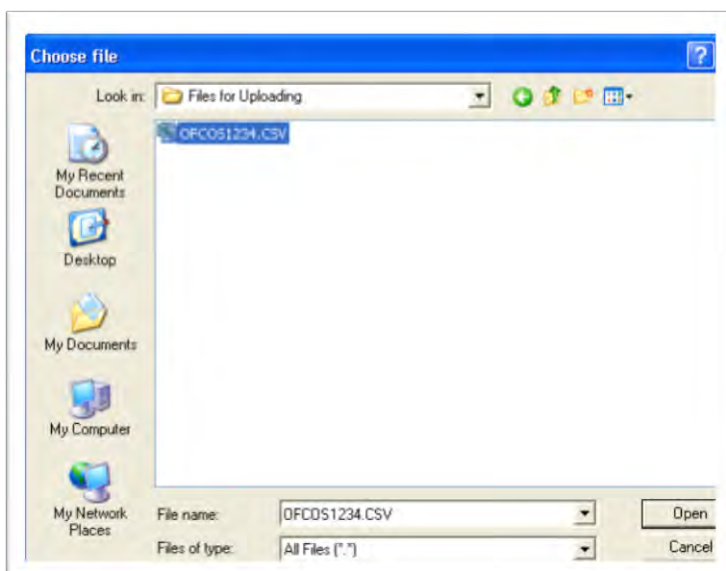 Choose file
Look in: Files for Uploading
OFCOS1234.CSV
My Recent
Documents
Desktop
My Documents
My Computer
My Network
Places
File name: OFCOS1234.CSV Open
Files of type: All Files (*.*) Cancel